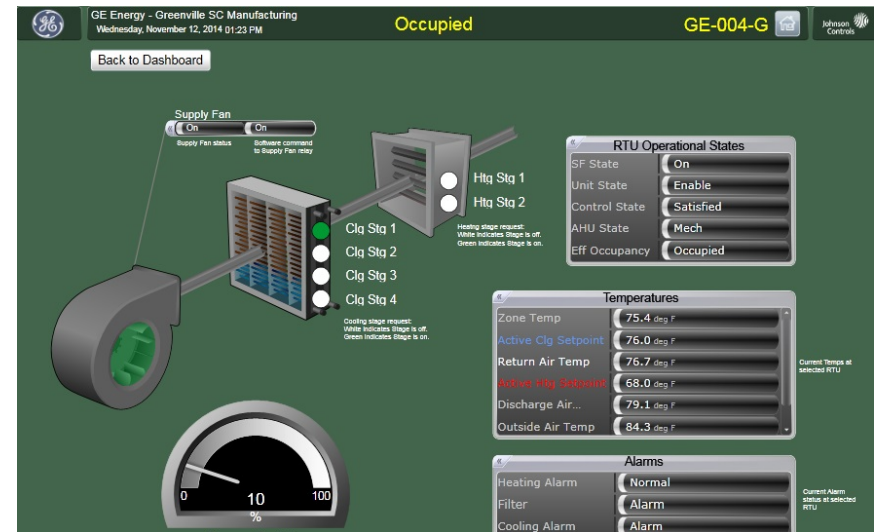 GE Energy - Greenville SC Manufacturing
Wednesday, November 12, 2014 01:23 PM
Occupied
GE-004-G
Johnson
Controls
Back to Dashboard
Supply Fan
On
On
Supply Fan status
Software command
to Supply Fan relay
Htg Stg 1
Htg Stg 2
Heating stage request:
White Indicates Stage is off.
Green Indicates Stage is on.
Clg Stg 1
Clg Stg 2
Clg Stg 3
Clg Stg 4
Cooling stage request:
White Indicates Stage is off.
Green Indicates Stage is on.
0
10
100
%
RTU Operational States
SF State On
Unit State Enable
Control State Satisfied
AHU State Mech
Eff Occupancy Occupied
Temperatures
Zone Temp 75.4 deg F
Active Clg Setpoint 76.0 deg F
Return Air Temp 76.7 deg F
Active Htg Setpoint 68.0 deg F
Discharge Air... 79.1 deg F
Outside Air Temp 84.3 deg F
Current Temps at
selected RTU
Alarms
Heating Alarm Normal
Filter Alarm
Cooling Alarm Alarm
Current Alarm
status at selected
RTU